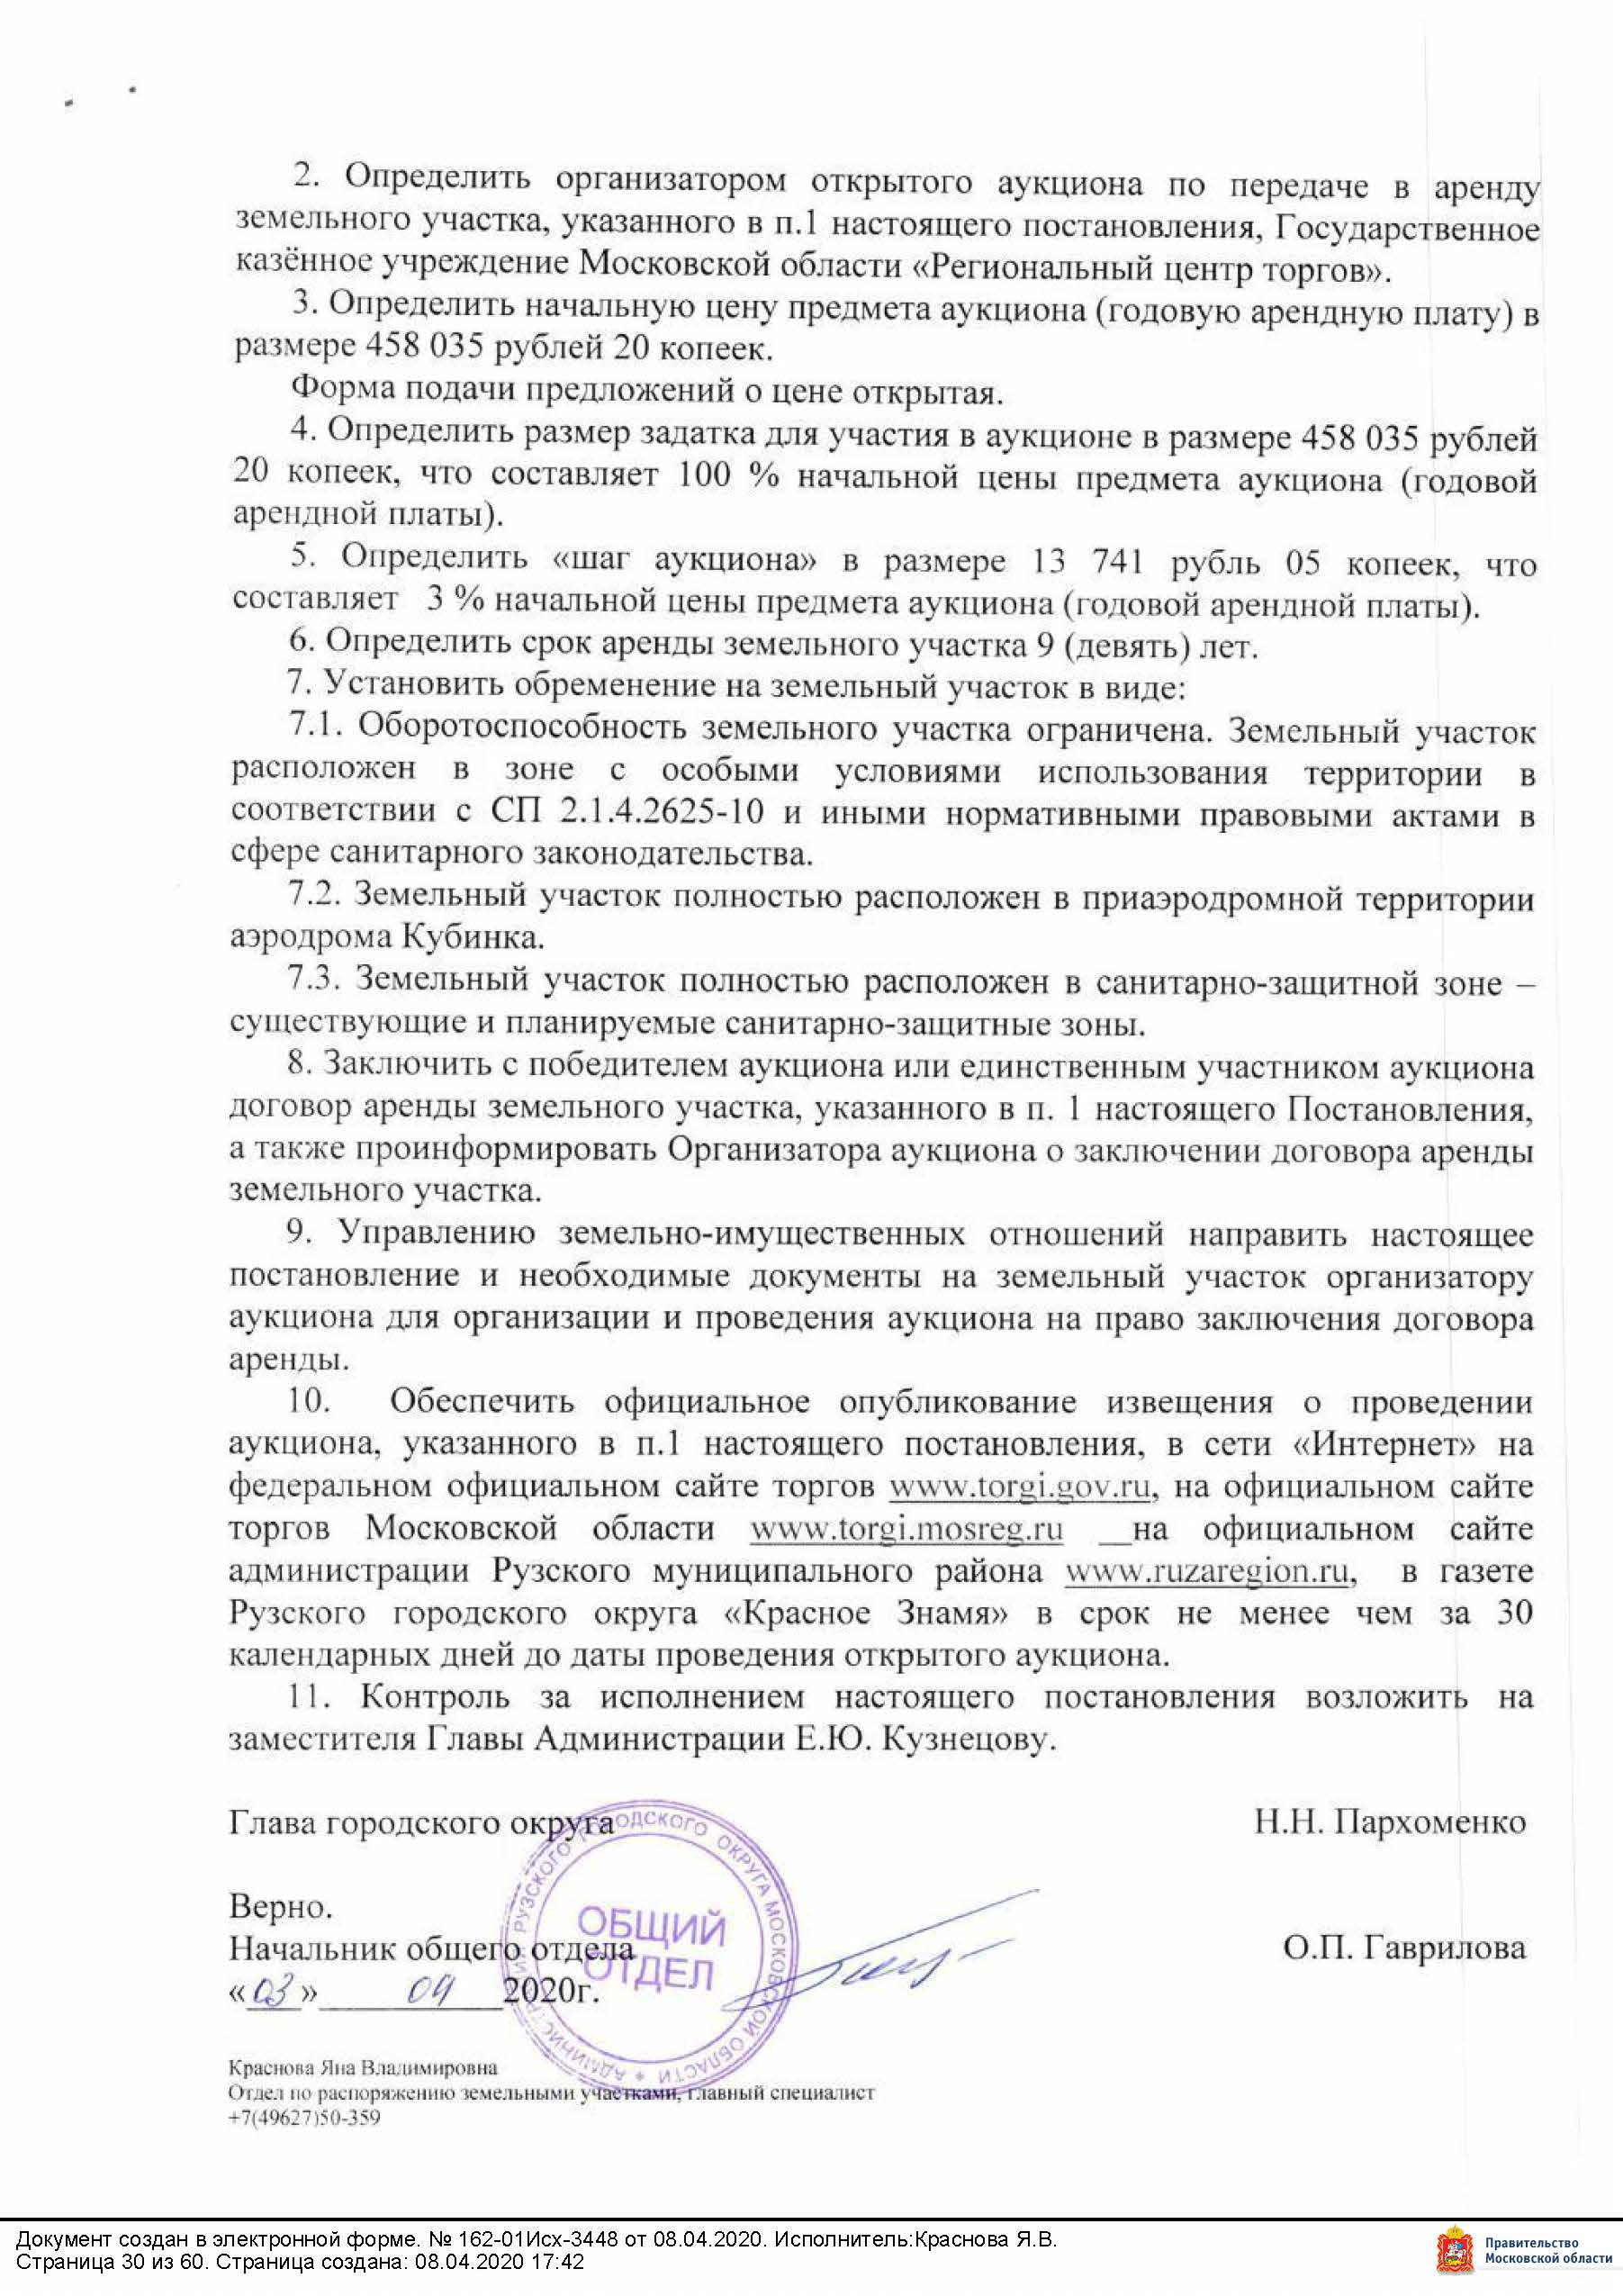 2. Определить организатором открытого аукциона по передаче в аренду
земельного участка, указанного в п.1 настоящего постановления, Государственное
казённое учреждение Московской области «Региональный центр торгов».
3. Определить начальную цену предмета аукциона (годовую арендную плату) в
размере 458 035 рублей 20 копеек.
Форма подачи предложений о цене открытая.
4. Определить размер задатка для участия в аукционе в размере 458 035 рублей
20 копеек, что составляет 100 % начальной цены предмета аукциона (годовой
арендной платы).
5. Определить «шаг аукциона» в размере 13 741 рубль 05 копеек, что
составляет 3 % начальной цены предмета аукциона (годовой арендной платы).
6. Определить срок аренды земельного участка 9 (девять) лет.
7. Установить обременение на земельный участок в виде:
7.1. Оборотоспособность земельного участка ограничена. Земельный участок
расположен в зоне с особыми условиями использования территории в
соответствии с СП 2.1.4.2625-10 и иными нормативными правовыми актами в
сфере санитарного законодательства.
7.2. Земельный участок полностью расположен в приаэродромной территории
аэродрома Кубинка.
7.3. Земельный участок полностью расположен в санитарно-защитной зоне –
существующие и планируемые санитарно-защитные зоны.
8. Заключить с победителем аукциона или единственным участником аукциона
договор аренды земельного участка, указанного в п. 1 настоящего Постановления,
а также проинформировать Организатора аукциона о заключении договора аренды
земельного участка.
9. Управлению земельно-имущественных отношений направить настоящее
постановление и необходимые документы на земельный участок организатору
аукциона для организации и проведения аукциона на право заключения договора
аренды.
10. Обеспечить официальное опубликование извещения о проведении
аукциона, указанного в п.1 настоящего постановления, в сети «Интернет» на
федеральном официальном сайте торгов www.torgi.gov.ru, на официальном сайте
торгов Московской области www.torgi.mosreg.ru __на официальном сайте
администрации Рузского муниципального района www.ruzaregion.ru, в газете
Рузского городского округа «Красное Знамя» в срок не менее чем за 30
календарных дней до даты проведения открытого аукциона.
11. Контроль за исполнением настоящего постановления возложить на
заместителя Главы Администрации Е.Ю. Кузнецову.
Глава городского округа Н.Н. Пархоменко
Верно.
Начальник общего отдела О.П. Гаврилова
«03» 04 2020г.
АДМИНИСТРАЦИЯ РУЗСКОГО ГОРОДСКОГО ОКРУГА МОСКОВСКОЙ ОБЛАСТИ *
ОБЩИЙ
ОТДЕЛ
Краснова Яна Владимировна
Отдел по распоряжению земельными участками, главный специалист
+7(49627)50-359
Документ создан в электронной форме. № 162-01Исх-3448 от 08.04.2020. Исполнитель:Краснова Я.В.
Страница 30 из 60. Страница создана: 08.04.2020 17:42
Правительство
Московской области